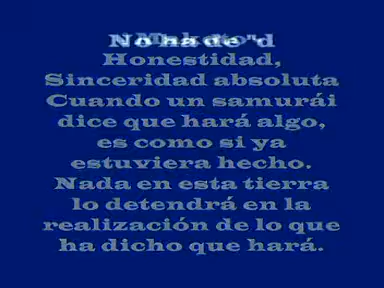 Honestidad,
Sinceridad absoluta
Cuando un samurái
dice que hará algo,
es como si ya
estuviera hecho.
Nada en esta tierra
lo detendrá en la
realización de lo que
ha dicho que hará.